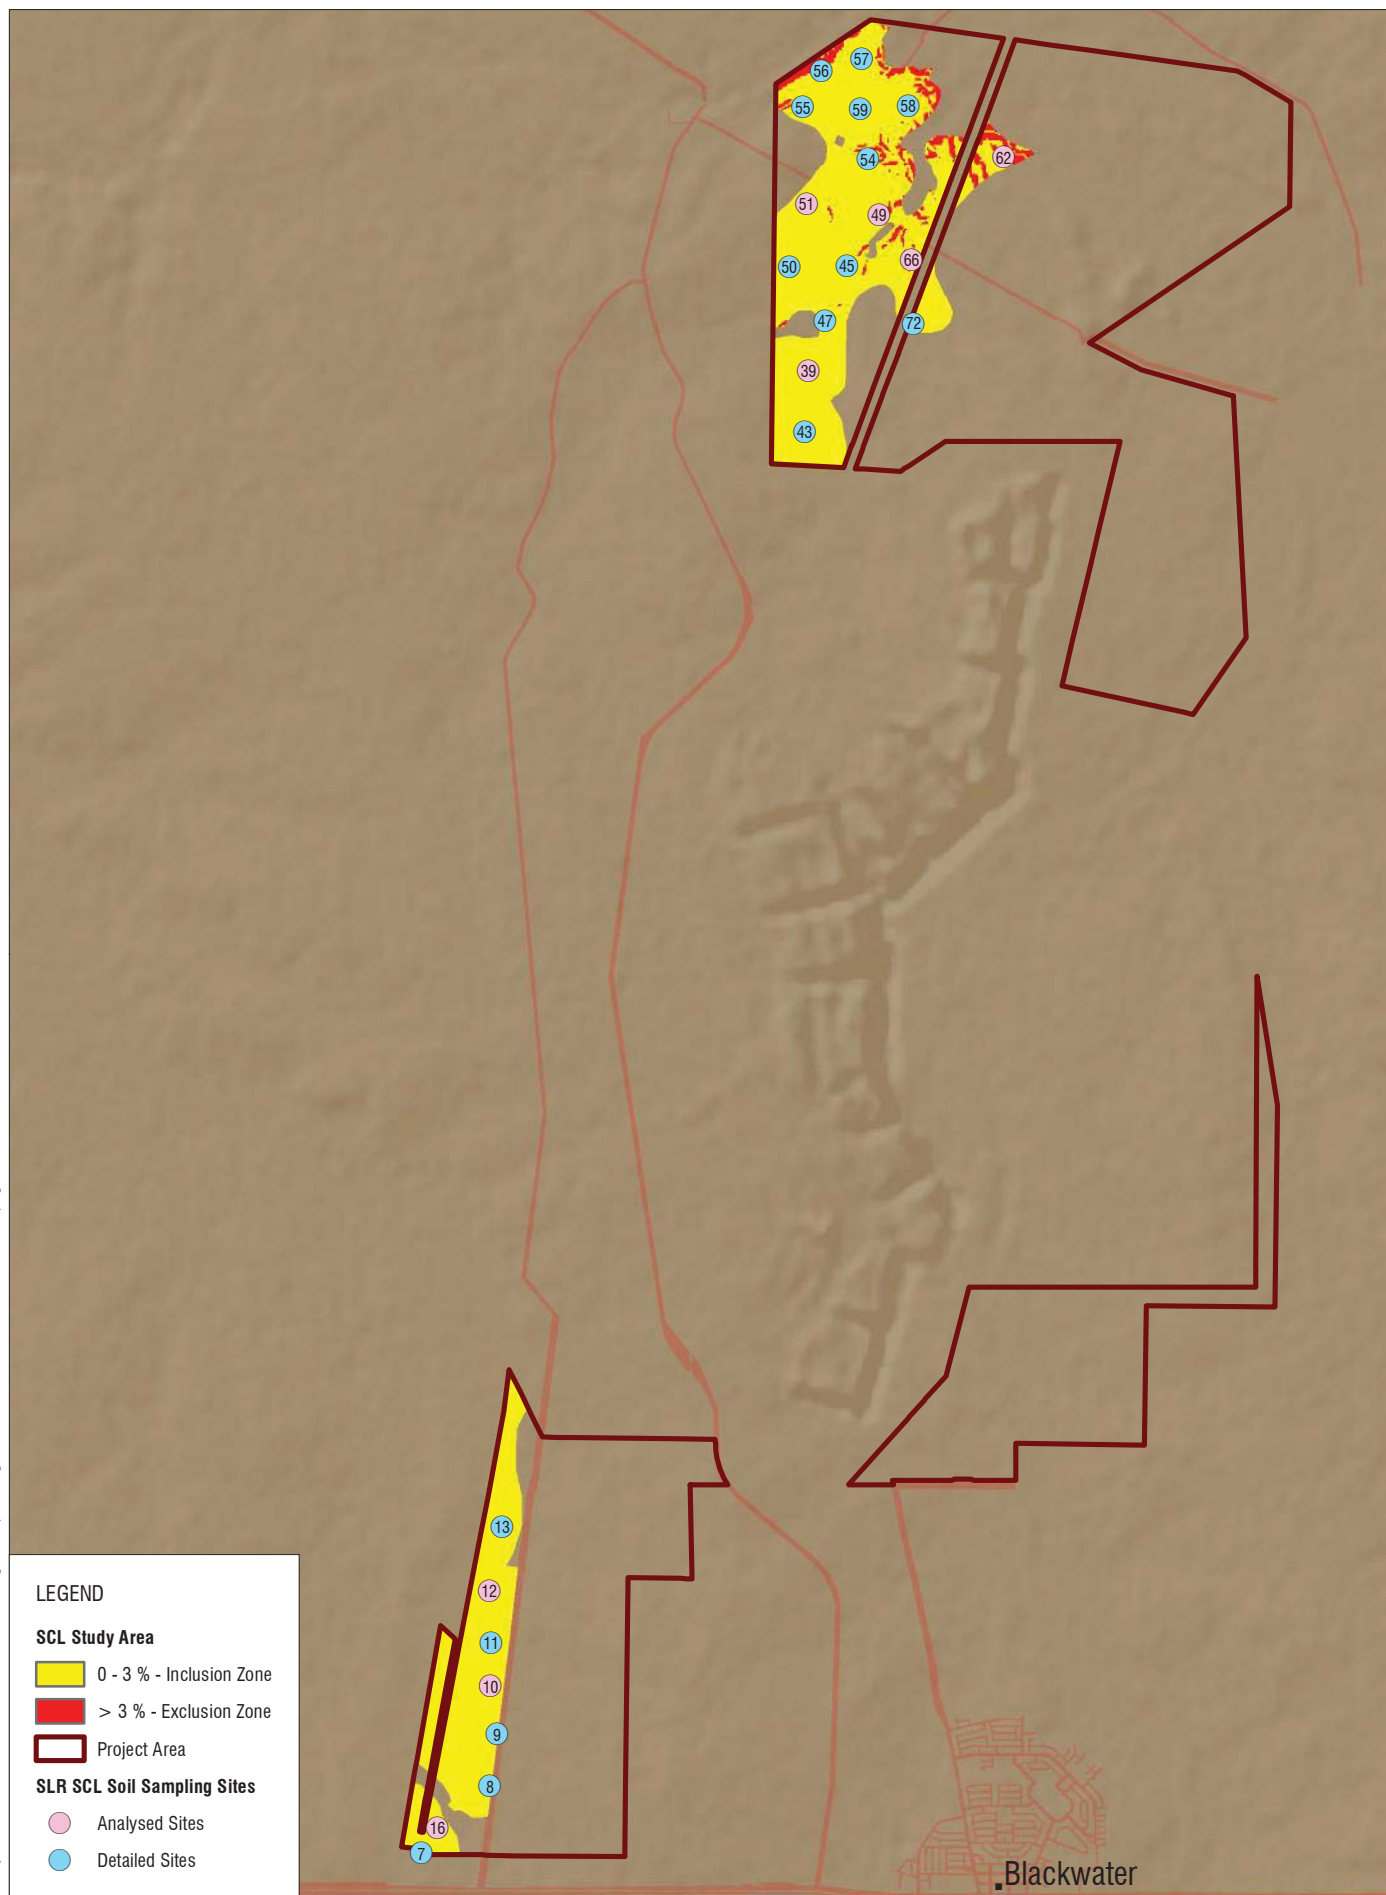 57
56
55
59
58
54
62
51
49
66
50
45
47
72
39
43
13
12
11
10
9
8
16
7
LEGEND
SCL Study Area
0 - 3 % - Inclusion Zone
> 3 % - Exclusion Zone
Project Area
SLR SCL Soil Sampling Sites
Analysed Sites
Detailed Sites
Blackwater